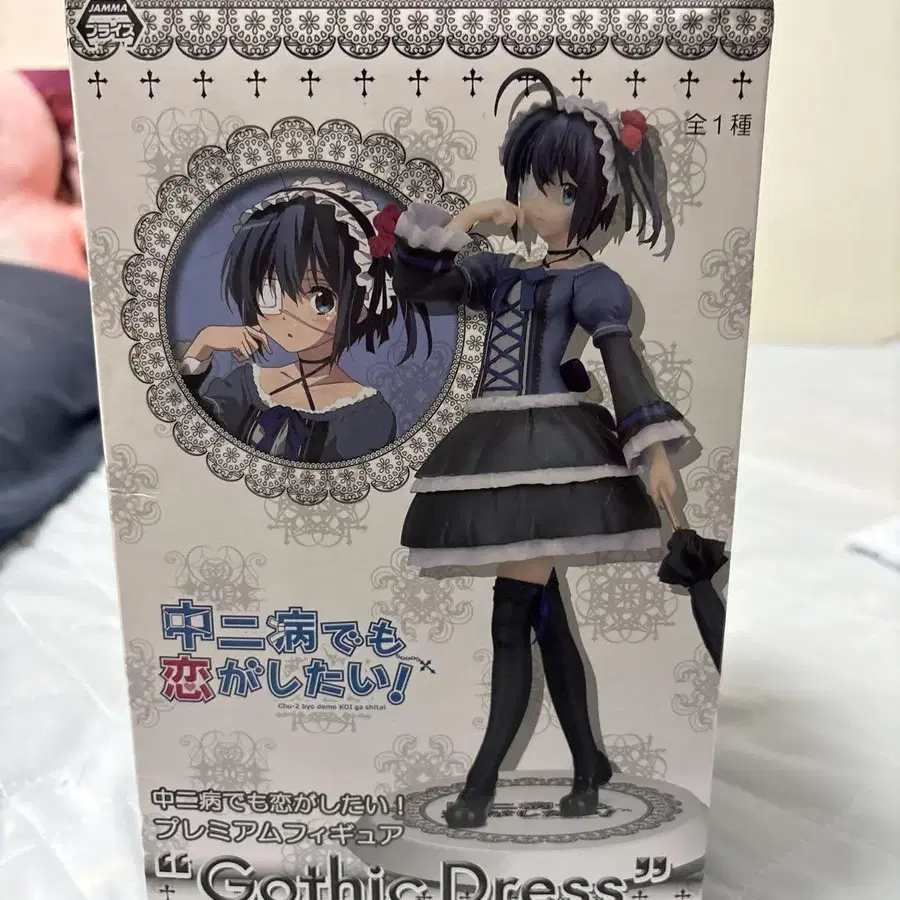 JAMMA
プライズ
全1種
中二病でも
恋がしたい!
Chu-2 byo demo KOI ga shitai
中二病でも恋がしたい!
プレミアムフィギュア
"Gothic Dress"